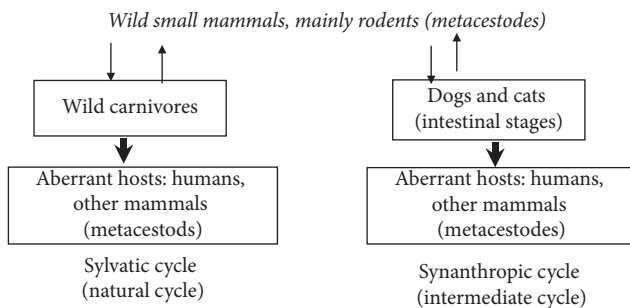 Wild small mammals, mainly rodents (metacestodes)
Wild carnivores
Aberrant hosts: humans,
other mammals
(metacestods)
Sylvatic cycle
(natural cycle)
Dogs and cats
(intestinal stages)
Aberrant hosts: humans,
other mammals
(metacestodes)
Synanthropic cycle
(intermediate cycle)